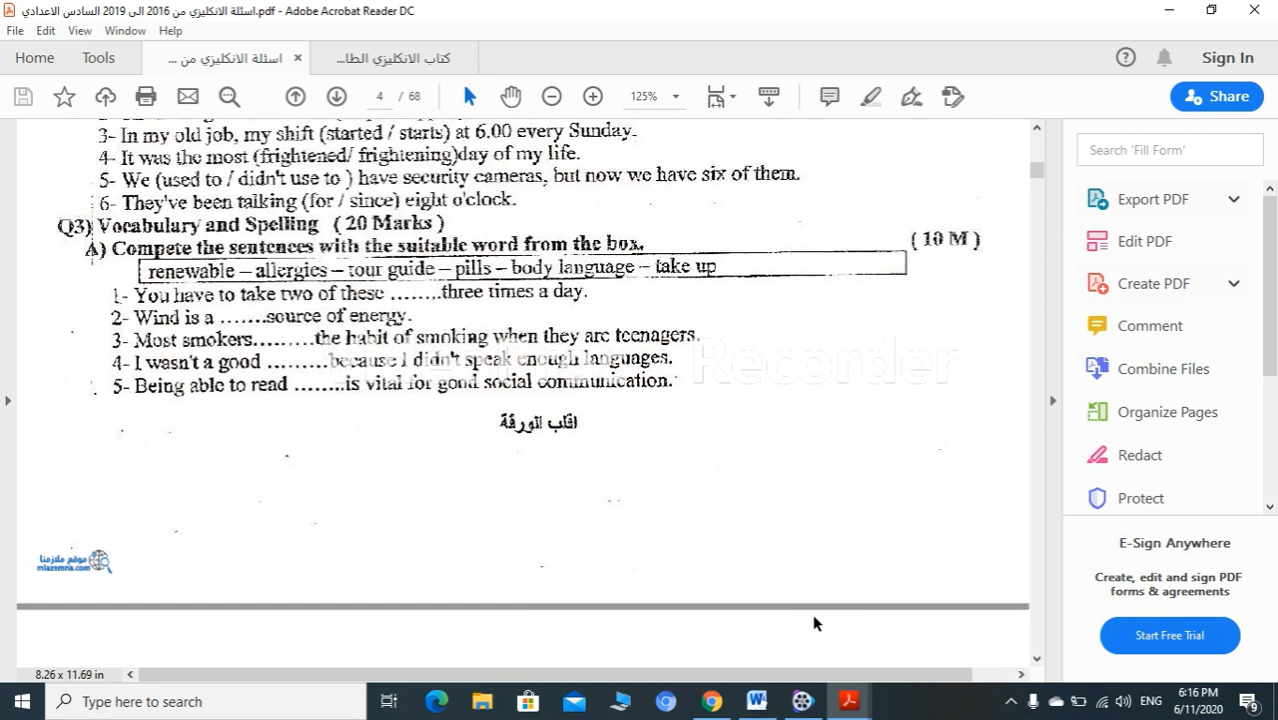 اسئلة الانكليزي من 2016 الى 2019 السادس الاعدادي.pdf - Adobe Acrobat Reader DC
File Edit View Window Help
Home Tools اسئلة الانكليزي من ... × كتاب الانكليزي الطا... Sign In
4 / 68 125% Share
3- In my old job, my shift (started / starts) at 6.00 every Sunday.
4- It was the most (frightened/ frightening)day of my life.
5- We (used to / didn't use to ) have security cameras, but now we have six of them.
6- They've been talking (for / since) eight o'clock.
Q3) Vocabulary and Spelling ( 20 Marks )
A) Compete the sentences with the suitable word from the box. ( 10 M )
renewable – allergies – tour guide – pills – body language – take up
1- You have to take two of these ........three times a day.
2- Wind is a .......source of energy.
3- Most smokers.........the habit of smoking when they are teenagers.
4- I wasn't a good .........because I didn't speak enough languages.
5- Being able to read ........is vital for good social communication.
Recorder
اقلب الورقة
موقع ملازمنا
mlazemna.com
8.26 x 11.69 in
Search 'Fill Form'
Export PDF
Edit PDF
Create PDF
Comment
Combine Files
Organize Pages
Redact
Protect
E-Sign Anywhere
Create, edit and sign PDF
forms & agreements
Start Free Trial
Type here to search
ENG
6:16 PM
6/11/2020
9